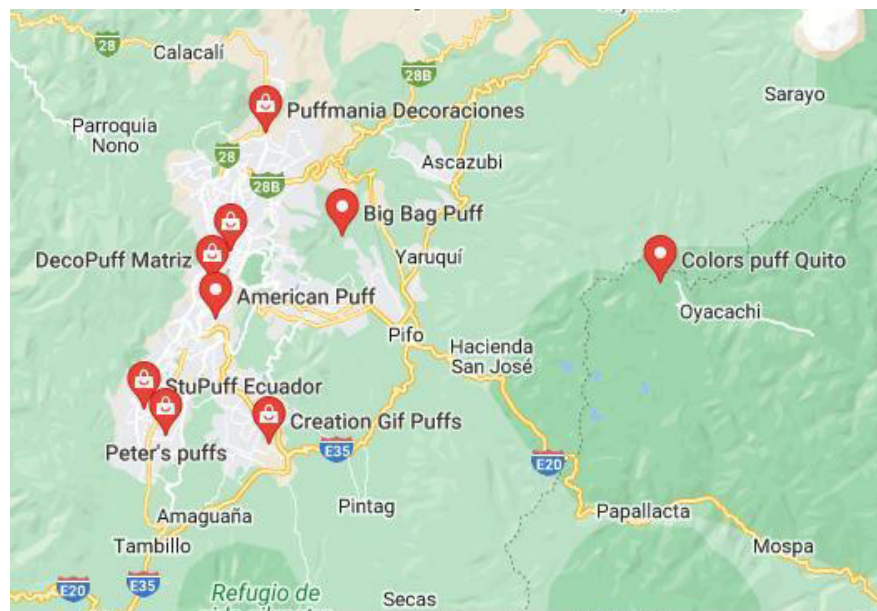 28
Calacalí
28B
Sarayo
Puffmania Decoraciones
Parroquia
Nono
28
Ascazubi
28B
Big Bag Puff
DecoPuff Matriz
Yaruquí
Colors puff Quito
American Puff
Oyacachi
Pifo
Hacienda
San José
StuPuff Ecuador
Creation Gif Puffs
Peter's puffs
E35
E20
Pintag
Papallacta
Amaguaña
Tambillo
Mospa
E35
E20
Refugio de
Secas